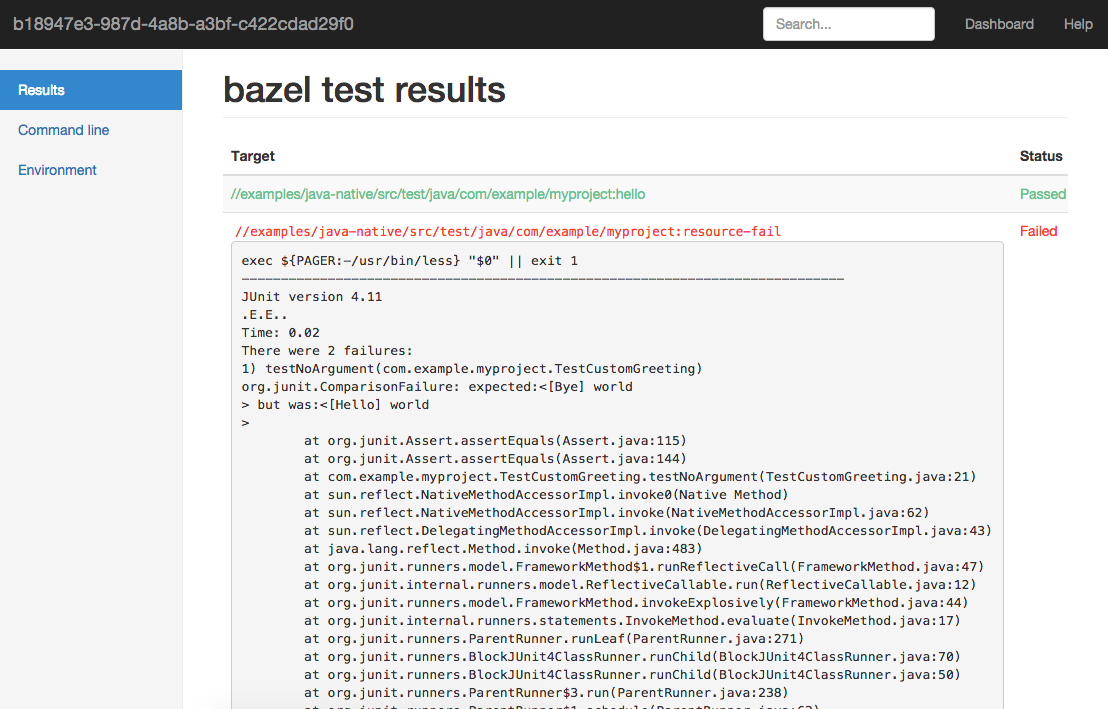 b18947e3-987d-4a8b-a3bf-c422cdad29f0 Search... Dashboard Help
Results
Command line
Environment
bazel test results
Target Status
//examples/java-native/src/test/java/com/example/myproject:hello Passed
//examples/java-native/src/test/java/com/example/myproject:resource-fail Failed
exec ${PAGER:-/usr/bin/less} "$0" || exit 1
-----------------------------------------------------------------------------
JUnit version 4.11
.E.E..
Time: 0.02
There were 2 failures:
1) testNoArgument(com.example.myproject.TestCustomGreeting)
org.junit.ComparisonFailure: expected:<[Bye] world
> but was:<[Hello] world
>
at org.junit.Assert.assertEquals(Assert.java:115)
at org.junit.Assert.assertEquals(Assert.java:144)
at com.example.myproject.TestCustomGreeting.testNoArgument(TestCustomGreeting.java:21)
at sun.reflect.NativeMethodAccessorImpl.invoke0(Native Method)
at sun.reflect.NativeMethodAccessorImpl.invoke(NativeMethodAccessorImpl.java:62)
at sun.reflect.DelegatingMethodAccessorImpl.invoke(DelegatingMethodAccessorImpl.java:43)
at java.lang.reflect.Method.invoke(Method.java:483)
at org.junit.runners.model.FrameworkMethod$1.runReflectiveCall(FrameworkMethod.java:47)
at org.junit.internal.runners.model.ReflectiveCallable.run(ReflectiveCallable.java:12)
at org.junit.runners.model.FrameworkMethod.invokeExplosively(FrameworkMethod.java:44)
at org.junit.internal.runners.statements.InvokeMethod.evaluate(InvokeMethod.java:17)
at org.junit.runners.ParentRunner.runLeaf(ParentRunner.java:271)
at org.junit.runners.BlockJUnit4ClassRunner.runChild(BlockJUnit4ClassRunner.java:70)
at org.junit.runners.BlockJUnit4ClassRunner.runChild(BlockJUnit4ClassRunner.java:50)
at org.junit.runners.ParentRunner$3.run(ParentRunner.java:238)